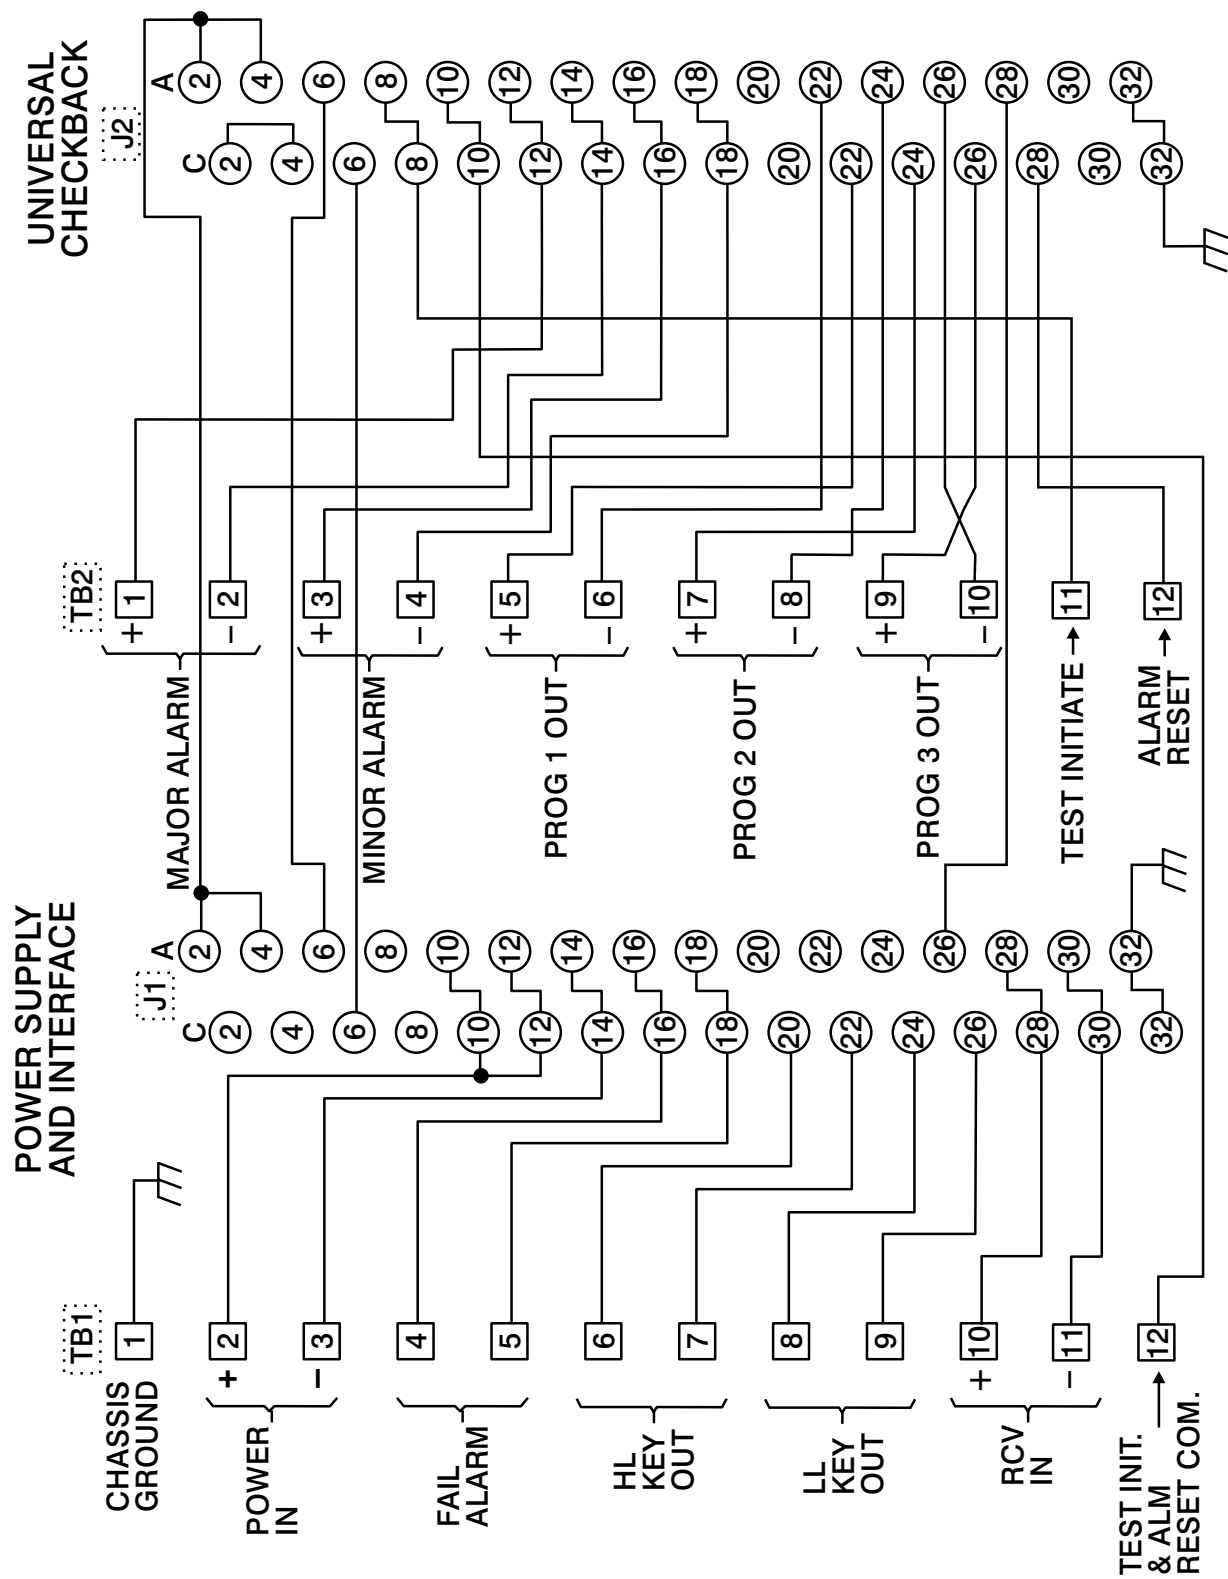 POWER SUPPLY
AND INTERFACE
UNIVERSAL
CHECKBACK
TB1
CHASSIS
GROUND
1
POWER
IN
+
2
−
3
FAIL
ALARM
4
5
HL
KEY
OUT
6
7
LL
KEY
OUT
8
9
RCV
IN
+
10
−
11
TEST INIT.
& ALM
RESET COM.
12
J1
C
2
4
6
8
10
12
14
16
18
20
22
24
26
28
30
32
A
2
4
6
8
10
12
14
16
18
20
22
24
26
28
30
32
TB2
MAJOR ALARM
+
1
−
2
MINOR ALARM
+
3
−
4
PROG 1 OUT
+
5
−
6
PROG 2 OUT
+
7
−
8
PROG 3 OUT
+
9
−
10
TEST INITIATE
11
ALARM
RESET
12
J2
C
2
4
6
8
10
12
14
16
18
20
22
24
26
28
30
32
A
2
4
6
8
10
12
14
16
18
20
22
24
26
28
30
32